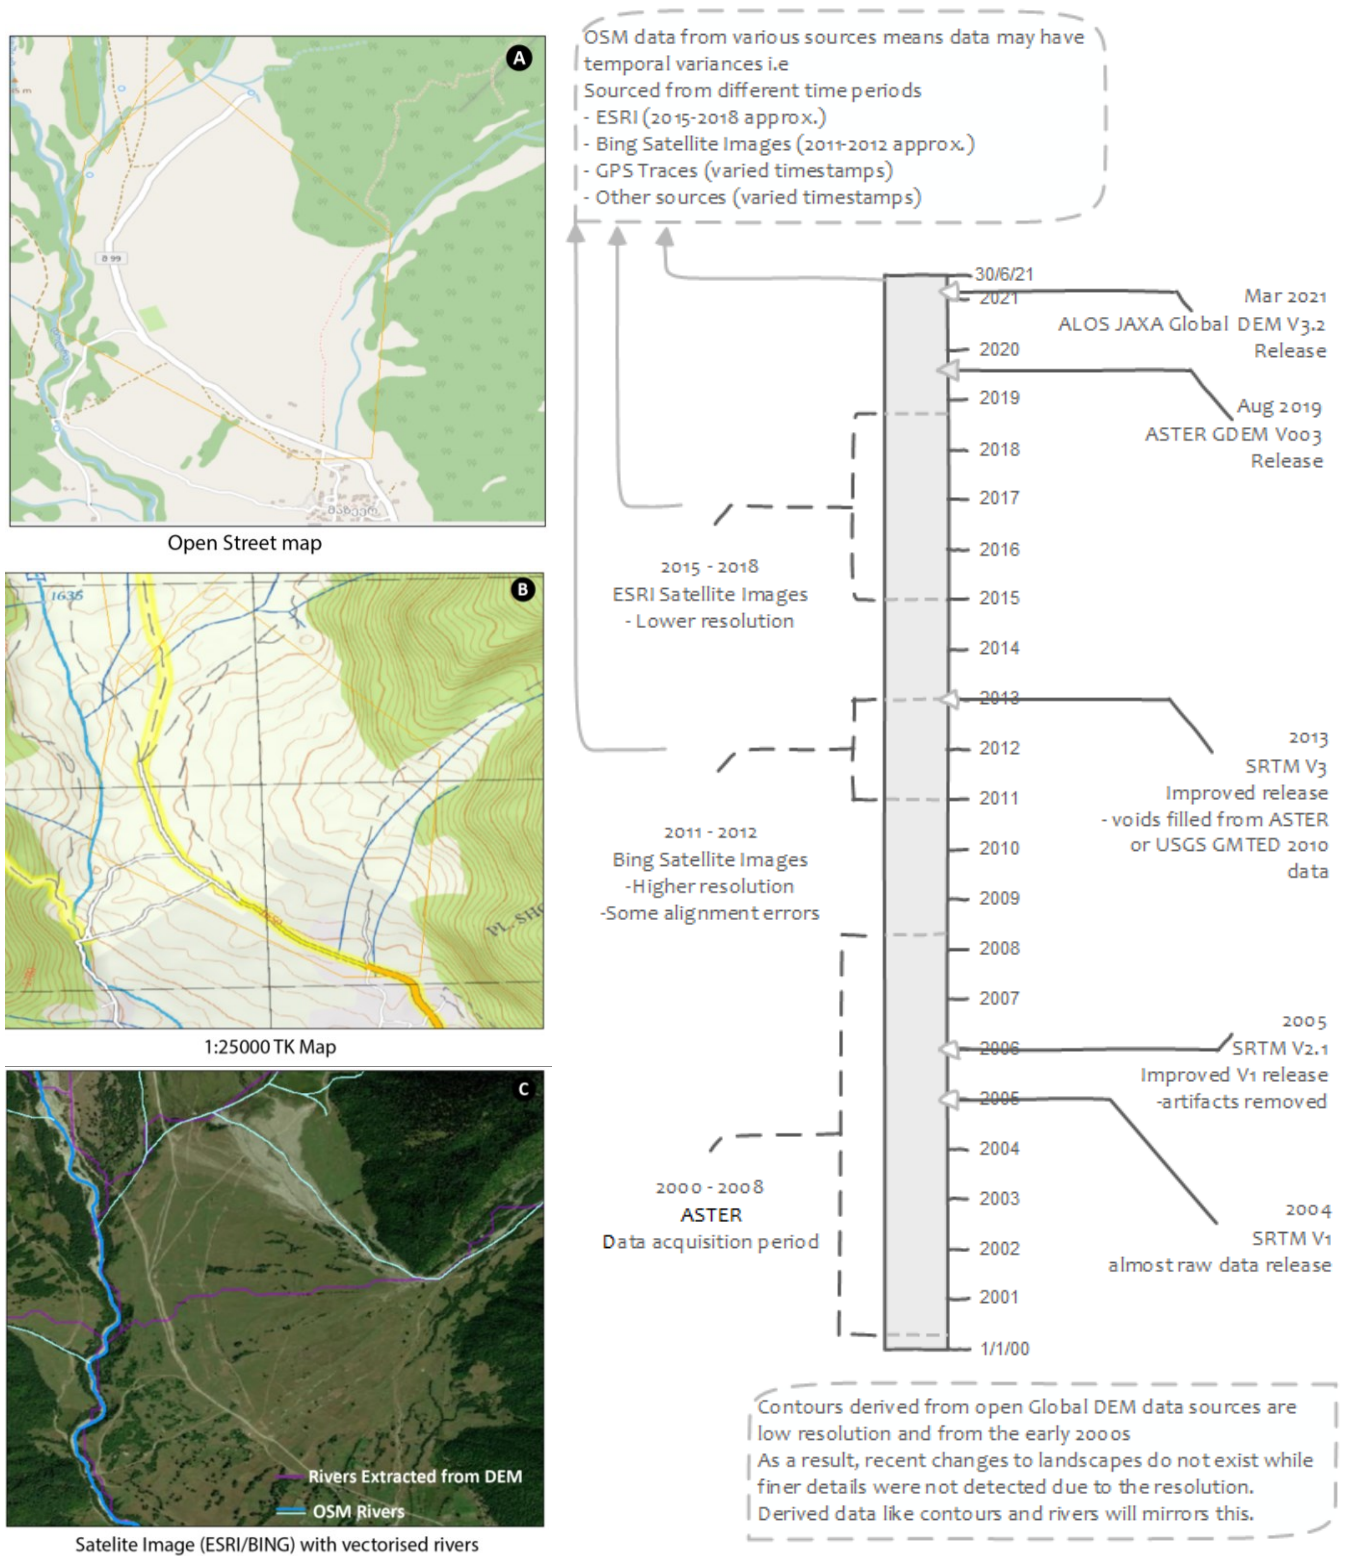 A
8 99
მაზერი
Open Street map
B
1635
Pl. SHO
1:25000 TK Map
C
Rivers Extracted from DEM
OSM Rivers
Satelite Image (ESRI/BING) with vectorised rivers
OSM data from various sources means data may have
temporal variances i.e
Sourced from different time periods
- ESRI (2015-2018 approx.)
- Bing Satellite Images (2011-2012 approx.)
- GPS Traces (varied timestamps)
- Other sources (varied timestamps)
30/6/21
2021
2020
2019
2018
2017
2016
2015
2014
2013
2012
2011
2010
2009
2008
2007
2006
2005
2004
2003
2002
2001
1/1/00
2015 - 2018
ESRI Satellite Images
- Lower resolution
2011 - 2012
Bing Satellite Images
-Higher resolution
-Some alignment errors
2000 - 2008
ASTER
Data acquisition period
Mar 2021
ALOS JAXA Global DEM V3.2
Release
Aug 2019
ASTER GDEM V003
Release
2013
SRTM V3
Improved release
- voids filled from ASTER
or USGS GMTED 2010
data
2005
SRTM V2.1
Improved V1 release
-artifacts removed
2004
SRTM V1
almost raw data release
Contours derived from open Global DEM data sources are
low resolution and from the early 2000s
As a result, recent changes to landscapes do not exist while
finer details were not detected due to the resolution.
Derived data like contours and rivers will mirrors this.